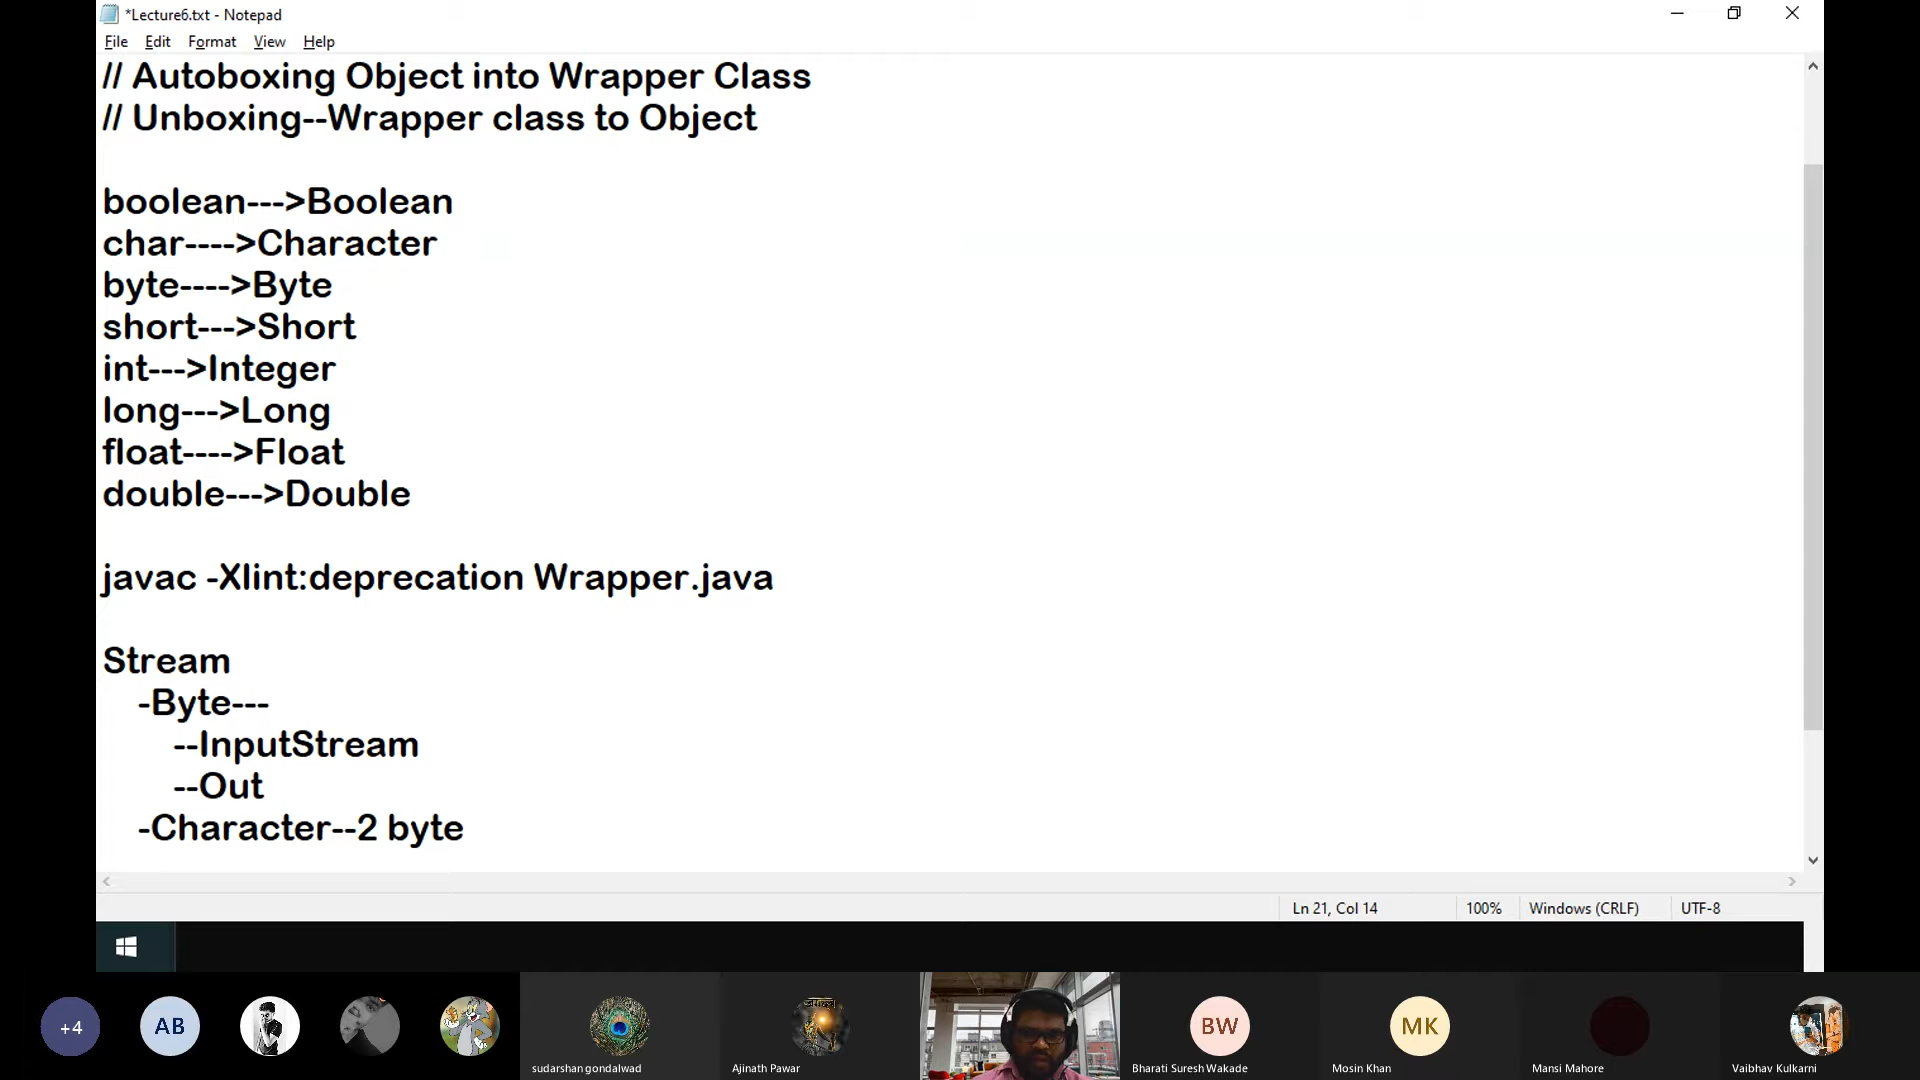 *Lecture6.txt - Notepad
File Edit Format View Help
// Autoboxing Object into Wrapper Class
// Unboxing--Wrapper class to Object
boolean--->Boolean
char---->Character
byte---->Byte
short--->Short
int--->Integer
long--->Long
float---->Float
double--->Double
javac -Xlint:deprecation Wrapper.java
Stream
-Byte---
--InputStream
--Out
-Character--2 byte
Ln 21, Col 14 100% Windows (CRLF) UTF-8
+4 AB BW MK
sudarshan gondalwad Ajinath Pawar Bharati Suresh Wakade Mosin Khan Mansi Mahore Vaibhav Kulkarni